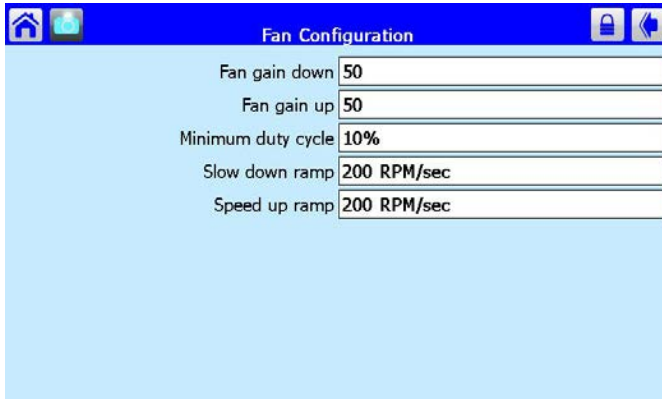 Fan Configuration
Fan gain down 50
Fan gain up 50
Minimum duty cycle 10%
Slow down ramp 200 RPM/sec
Speed up ramp 200 RPM/sec